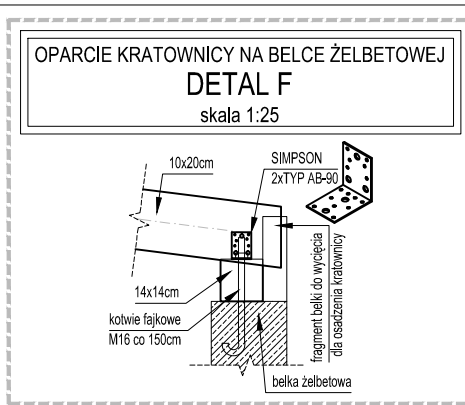 OPARCIE KRATOWNICY NA BELCE ŻELBETOWEJ
DETAL F
skala 1:25
10x20cm
SIMPSON
2xTYP AB-90
14x14cm
kotwie fajkowe
M16 co 150cm
fragment belki do wycięcia
dla osadzenia kratownicy
belka żelbetowa